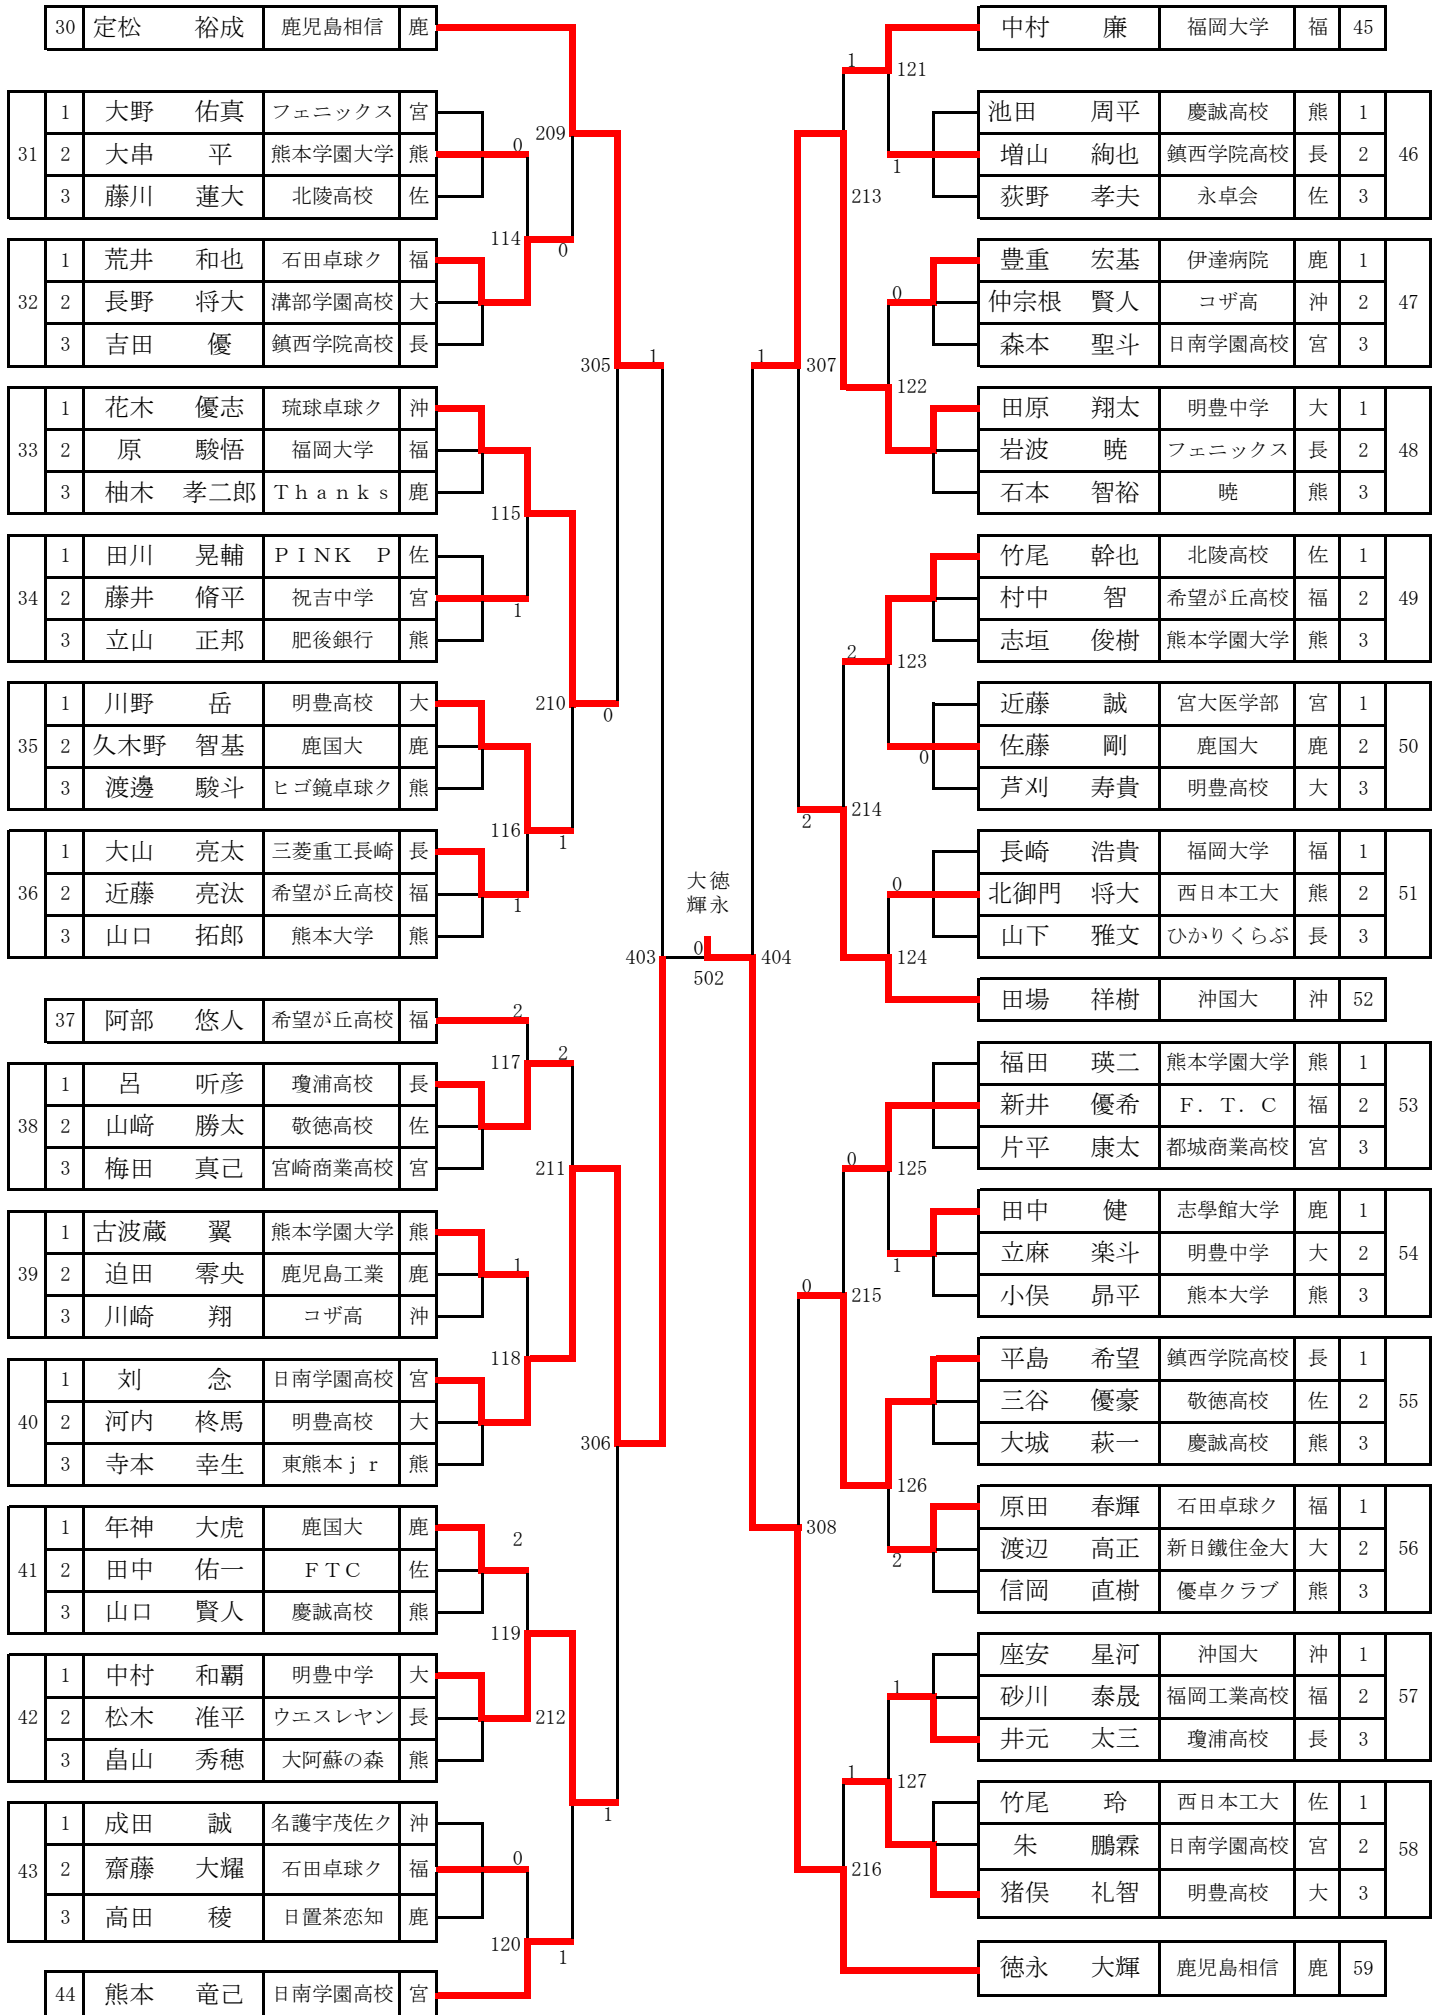 30 定松 裕成 鹿児島相信 鹿
31
1 大野 佑真 フェニックス 宮
2 大串 平 熊本学園大学 熊
3 藤川 蓮大 北陵高校 佐
32
1 荒井 和也 石田卓球ク 福
2 長野 将大 溝部学園高校 大
3 吉田 優 鎮西学院高校 長
33
1 花木 優志 琉球卓球ク 沖
2 原 駿悟 福岡大学 福
3 柚木 孝二郎 Ｔｈａｎｋｓ 鹿
34
1 田川 晃輔 ＰＩＮＫ Ｐ 佐
2 藤井 脩平 祝吉中学 宮
3 立山 正邦 肥後銀行 熊
35
1 川野 岳 明豊高校 大
2 久木野 智基 鹿国大 鹿
3 渡邊 駿斗 ヒゴ鏡卓球ク 熊
36
1 大山 亮太 三菱重工長崎 長
2 近藤 亮汰 希望が丘高校 福
3 山口 拓郎 熊本大学 熊
37 阿部 悠人 希望が丘高校 福
38
1 呂 听彦 瓊浦高校 長
2 山﨑 勝太 敬徳高校 佐
3 梅田 真己 宮崎商業高校 宮
39
1 古波蔵 翼 熊本学園大学 熊
2 迫田 零央 鹿児島工業 鹿
3 川崎 翔 コザ高 沖
40
1 刘 念 日南学園高校 宮
2 河内 柊馬 明豊高校 大
3 寺本 幸生 東熊本ｊｒ 熊
41
1 年神 大虎 鹿国大 鹿
2 田中 佑一 ＦＴＣ 佐
3 山口 賢人 慶誠高校 熊
42
1 中村 和覇 明豊中学 大
2 松木 准平 ウエスレヤン 長
3 畠山 秀穂 大阿蘇の森 熊
43
1 成田 誠 名護宇茂佐ク 沖
2 齋藤 大耀 石田卓球ク 福
3 高田 稜 日置茶恋知 鹿
44 熊本 竜己 日南学園高校 宮
0
209
114
0
305
1
115
1
210
0
116
1
1
403
2
117
2
211
1
118
306
2
119
212
1
0
120
1
大徳
輝永
0
502
404
1
121
1
213
0
122
1
307
2
123
0
214
2
0
124
0
125
1
0
215
126
2
308
1
127
1
216
中村 廉 福岡大学 福 45
池田 周平 慶誠高校 熊 1
増山 絢也 鎮西学院高校 長 2
荻野 孝夫 永卓会 佐 3
46
豊重 宏基 伊達病院 鹿 1
仲宗根 賢人 コザ高 沖 2
森本 聖斗 日南学園高校 宮 3
47
田原 翔太 明豊中学 大 1
岩波 暁 フェニックス 長 2
石本 智裕 暁 熊 3
48
竹尾 幹也 北陵高校 佐 1
村中 智 希望が丘高校 福 2
志垣 俊樹 熊本学園大学 熊 3
49
近藤 誠 宮大医学部 宮 1
佐藤 剛 鹿国大 鹿 2
芦刈 寿貴 明豊高校 大 3
50
長崎 浩貴 福岡大学 福 1
北御門 将大 西日本工大 熊 2
山下 雅文 ひかりくらぶ 長 3
51
田場 祥樹 沖国大 沖 52
福田 瑛二 熊本学園大学 熊 1
新井 優希 Ｆ．Ｔ．Ｃ 福 2
片平 康太 都城商業高校 宮 3
53
田中 健 志學館大学 鹿 1
立麻 楽斗 明豊中学 大 2
小俣 昴平 熊本大学 熊 3
54
平島 希望 鎮西学院高校 長 1
三谷 優豪 敬徳高校 佐 2
大城 萩一 慶誠高校 熊 3
55
原田 春輝 石田卓球ク 福 1
渡辺 高正 新日鐵住金大 大 2
信岡 直樹 優卓クラブ 熊 3
56
座安 星河 沖国大 沖 1
砂川 泰晟 福岡工業高校 福 2
井元 太三 瓊浦高校 長 3
57
竹尾 玲 西日本工大 佐 1
朱 鵬霖 日南学園高校 宮 2
猪俣 礼智 明豊高校 大 3
58
徳永 大輝 鹿児島相信 鹿 59